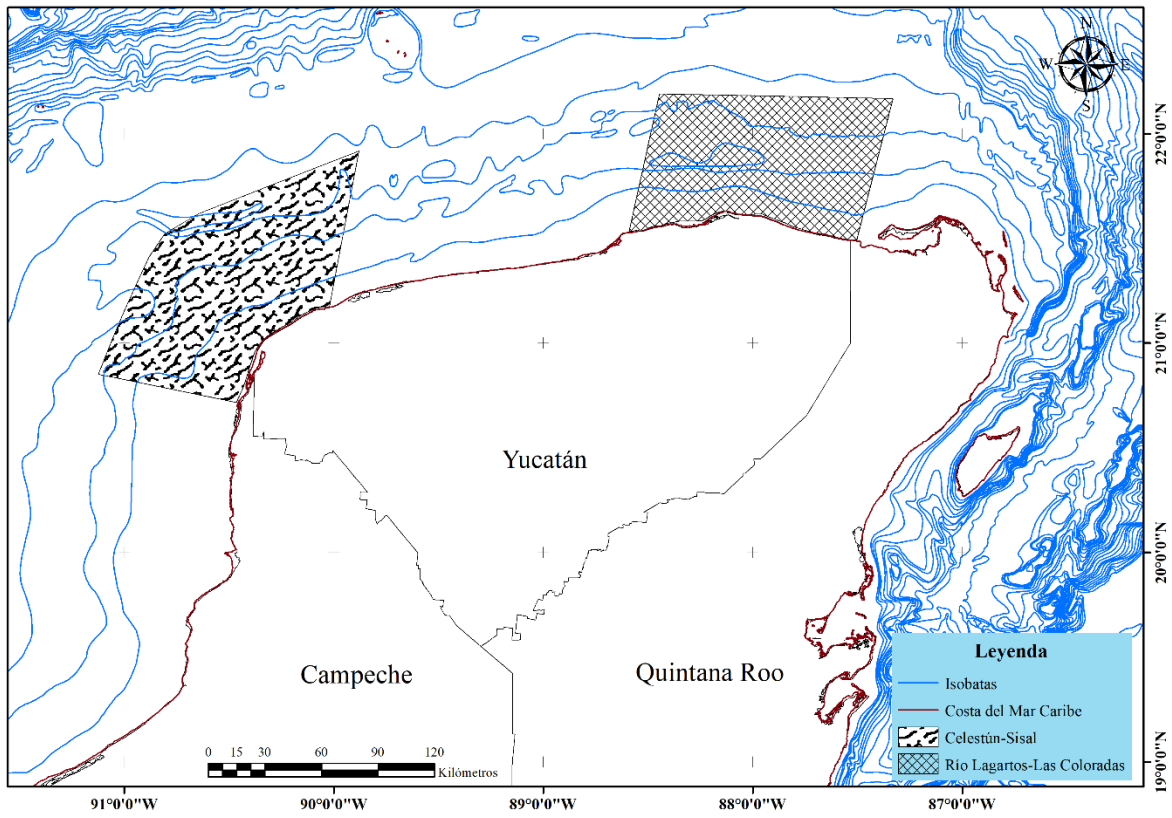 N
W E
S
22°0'0"N
21°0'0"N
20°0'0"N
19°0'0"N
Yucatán
Campeche
Quintana Roo
Leyenda
Isobatas
Costa del Mar Caribe
Celestún-Sisal
Río Lagartos-Las Coloradas
0 15 30 60 90 120
Kilómetros
91°0'0"W 90°0'0"W 89°0'0"W 88°0'0"W 87°0'0"W